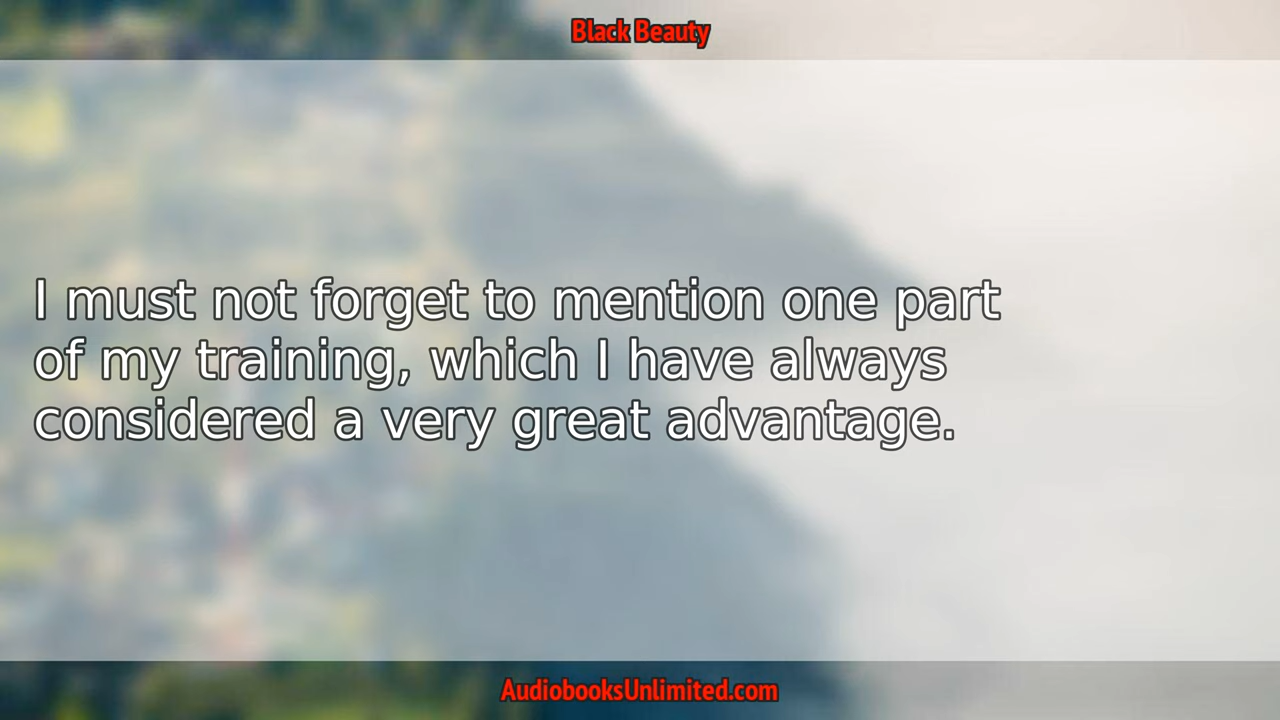 Black Beauty
I must not forget to mention one part
of my training, which I have always
considered a very great advantage.
AudiobooksUnlimited.com